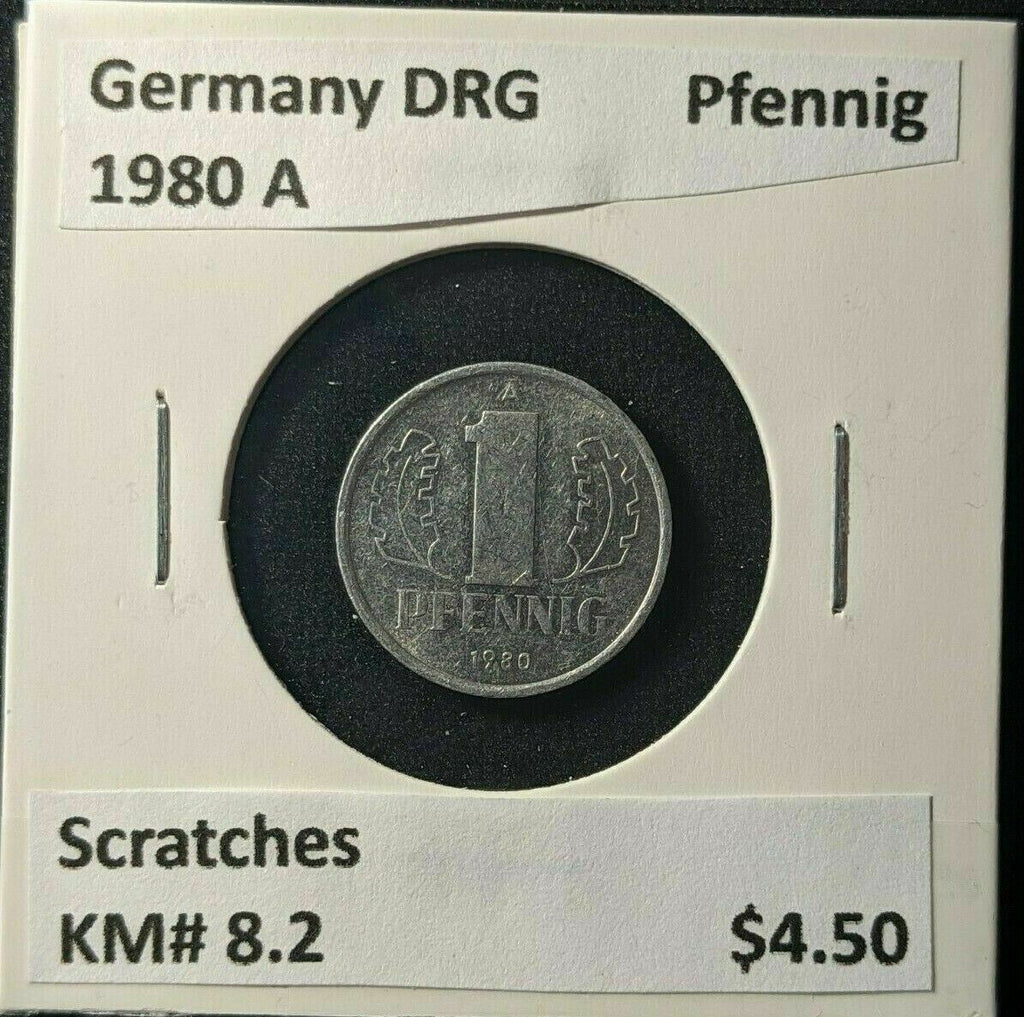 Germany DRG Pfennig
1980 A
A
1
PFENNIG
1980
Scratches
KM# 8.2 $4.50